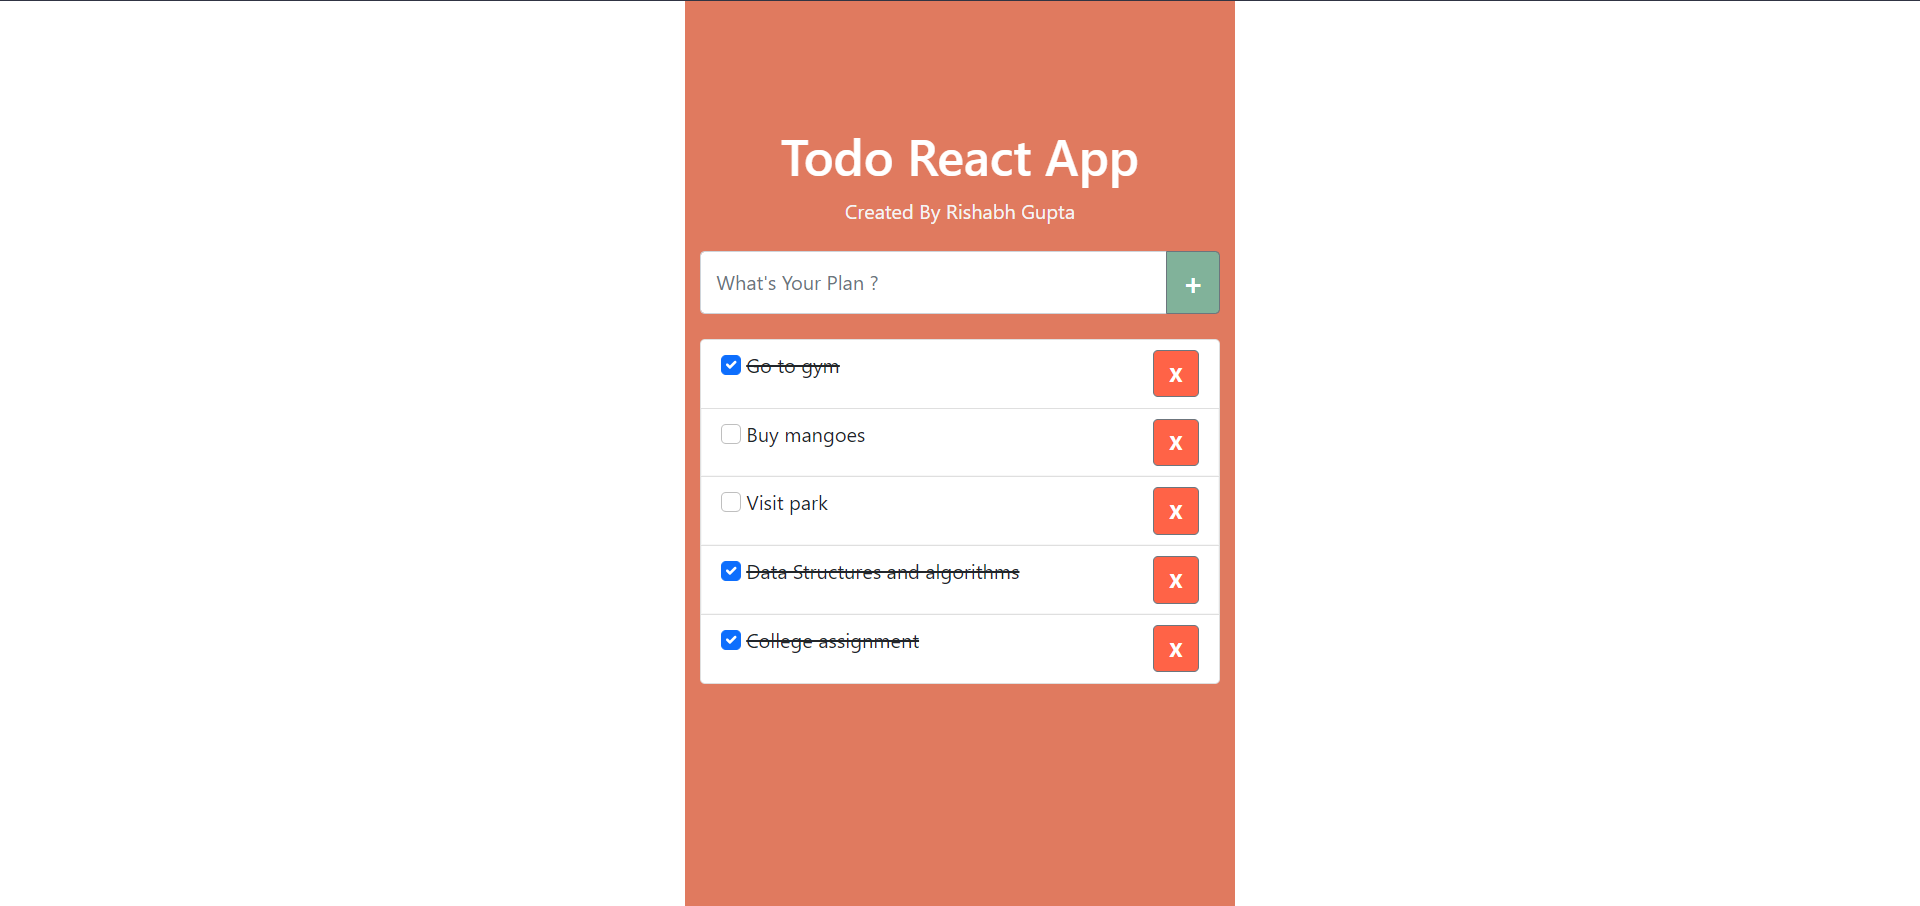 Todo React App
Created By Rishabh Gupta
What's Your Plan ?
+
Go to gym
X
Buy mangoes
X
Visit park
X
Data Structures and algorithms
X
College assignment
X